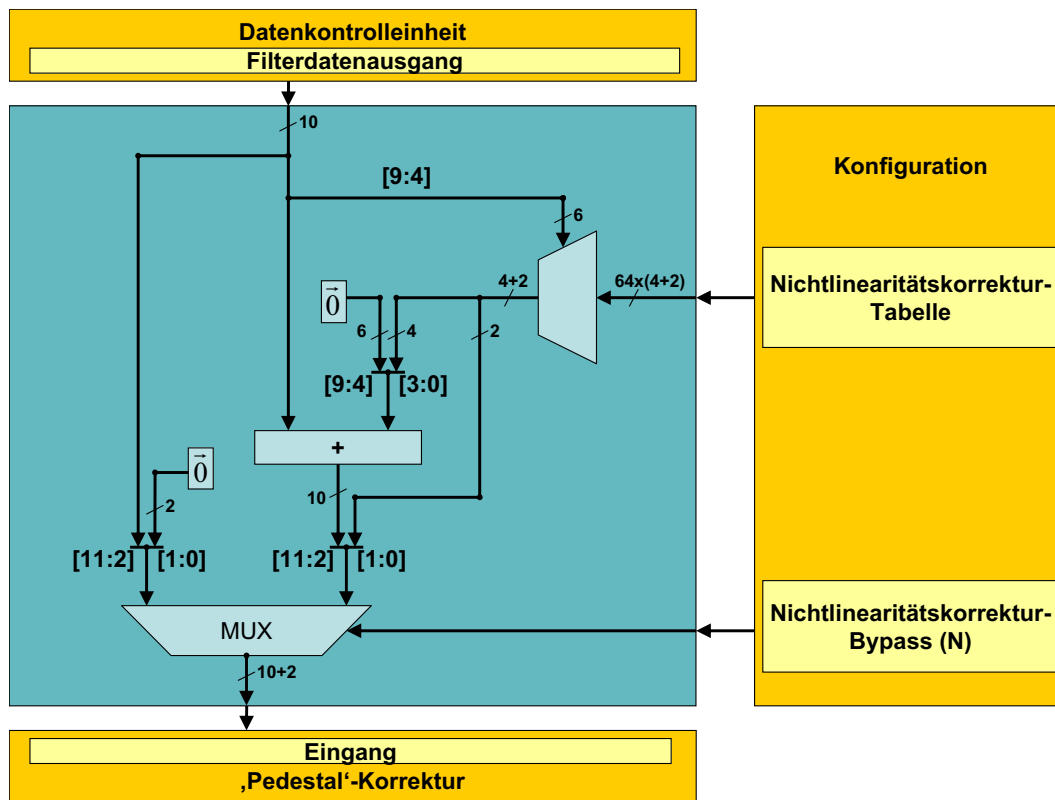 Datenkontrolleinheit
Filterdatenausgang
10
[9:4]
Konfiguration
6
4+2
64x(4+2)
Nichtlinearitätskorrektur-
Tabelle
0
6
4
2
[9:4]
[3:0]
+
0
2
10
[11:2]
[1:0]
[11:2]
[1:0]
MUX
Nichtlinearitätskorrektur-
Bypass (N)
10+2
Eingang
‚Pedestal‘-Korrektur